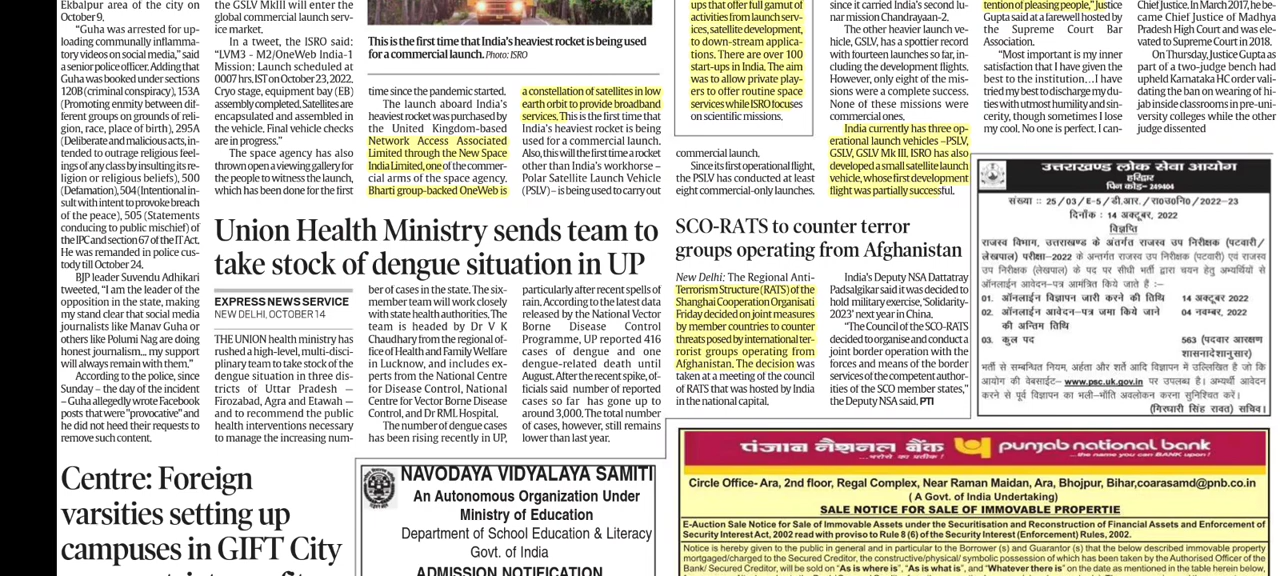 Ekbalpur area of the city on
October 9.
"Guha was arrested for up-
loading communally inflamma-
tory videos on social media," said
a senior police officer. Adding that
Guha was booked under sections
120B (criminal conspiracy), 153A
(Promoting enmity between dif-
ferent groups on grounds of reli-
gion, race, place of birth), 295A
(Deliberate and malicious acts, in-
tended to outrage religious feel-
ings of any class by insulting its re-
ligion or religious beliefs), 500
(Defamation), 504 (Intentional in-
sult with intent to provoke breach
of the peace), 505 (Statements
conducing to public mischief) of
the IPC and section 67 of the IT Act.
He was remanded in police cus-
tody till October 24.
BJP leader Suvendu Adhikari
tweeted, "I am the leader of the
opposition in the state, making
my stand clear that social media
journalists like Manav Guha or
others like Polumi Nag are doing
honest journalism... my support
will always remain with them."
According to the police, since
Sunday – the day of the incident
– Guha allegedly wrote Facebook
posts that were "provocative" and
he did not heed their requests to
remove such content.
the GSLV MkIII will enter the
global commercial launch serv-
ice market.
In a tweet, the ISRO said:
"LVM3 - M2/OneWeb India-1
Mission: Launch scheduled at
0007 hrs. IST on October 23, 2022,
Cryo stage, equipment bay (EB)
assembly completed. Satellites are
encapsulated and assembled in
the vehicle. Final vehicle checks
are in progress."
The space agency has also
thrown open a viewing gallery for
the people to witness the launch,
which has been done for the first
This is the first time that India's heaviest rocket is being used
for a commercial launch. Photo: ISRO
time since the pandemic started.
The launch aboard India's
heaviest rocket was purchased by
the United Kingdom-based
Network Access Associated
Limited through the New Space
India Limited, one of the commer-
cial arms of the space agency.
Bharti group-backed OneWeb is
a constellation of satellites in low
earth orbit to provide broadband
services. This is the first time that
India's heaviest rocket is being
used for a commercial launch.
Also, this will the first time a rocket
other than India's workhorse –
Polar Satellite Launch Vehicle
(PSLV) – is being used to carry out
ups that offer full gamut of
activities from launch serv-
ices, satellite development,
to down-stream applica-
tions. There are over 100
start-ups in India. The aim
was to allow private play-
ers to offer routine space
services while ISRO focuses
on scientific missions.
commercial launch.
Since its first operational flight,
the PSLV has conducted at least
eight commercial-only launches.
since it carried India's second lu-
nar mission Chandrayaan-2.
The other heavier launch ve-
hicle, GSLV, has a spottier record
with fourteen launches so far, in-
cluding the development flights.
However, only eight of the mis-
sions were a complete success.
None of these missions were
commercial ones.
India currently has three op-
erational launch vehicles –PSLV,
GSLV, GSLV Mk III. ISRO has also
developed a small satellite launch
vehicle, whose first development
flight was partially successful.
tention of pleasing people," Justice
Gupta said at a farewell hosted by
the Supreme Court Bar
Association.
"Most important is my inner
satisfaction that I have given the
best to the institution...I have
tried my best to discharge my du-
ties with utmost humility and sin-
cerity, though sometimes I lose
my cool. No one is perfect. I can-
Chief Justice. In March 2017, he be-
came Chief Justice of Madhya
Pradesh High Court and was ele-
vated to Supreme Court in 2018.
On Thursday, Justice Gupta as
part of a two-judge bench had
upheld Karnataka HC order vali-
dating the ban on wearing of hi-
jab inside classrooms in pre-uni-
versity colleges while the other
judge dissented
Union Health Ministry sends team to
take stock of dengue situation in UP
EXPRESS NEWS SERVICE
NEW DELHI, OCTOBER 14
THE UNION health ministry has
rushed a high-level, multi-disci-
plinary team to take stock of the
dengue situation in three dis-
tricts of Uttar Pradesh —
Firozabad, Agra and Etawah —
and to recommend the public
health interventions necessary
to manage the increasing num-
ber of cases in the state. The six-
member team will work closely
with state health authorities. The
team is headed by Dr V K
Chaudhary from the regional of-
fice of Health and Family Welfare
in Lucknow, and includes ex-
perts from the National Centre
for Disease Control, National
Centre for Vector Borne Disease
Control, and Dr RML Hospital.
The number of dengue cases
has been rising recently in UP,
particularly after recent spells of
rain. According to the latest data
released by the National Vector
Borne Disease Control
Programme, UP reported 416
cases of dengue and one
dengue-related death until
August. After the recent spike, of-
ficials said number of reported
cases so far has gone up to
around 3,000. The total number
of cases, however, still remains
lower than last year.
SCO-RATS to counter terror
groups operating from Afghanistan
New Delhi: The Regional Anti-
Terrorism Structure (RATS) of the
Shanghai Cooperation Organisati
Friday decided on joint measures
by member countries to counter
threats posed by international ter-
rorist groups operating from
Afghanistan. The decision was
taken at a meeting of the council
of RATS that was hosted by India
in the national capital.
India's Deputy NSA Dattatray
Padsalgikar said it was decided to
hold military exercise, 'Solidarity-
2023' next year in China.
"The Council of the SCO-RATS
decided to organise and conduct a
joint border operation with the
forces and means of the border
services of the competent author-
ities of the SCO member states,"
the Deputy NSA said. PTI
उत्तराखण्ड लोक सेवा आयोग
हरिद्वार
पिन कोड- 249404
संख्या :: 25/03/E-5/डी.आर./रा०उ०नि०/2022-23
दिनाँक : 14 अक्टूबर, 2022
विज्ञप्ति
राजस्व विभाग, उत्तराखण्ड के अंतर्गत राजस्व उप निरीक्षक (पटवारी/
लेखपाल) परीक्षा-2022 के अन्तर्गत राजस्व उप निरीक्षक (पटवारी) एवं राजस्व
उप निरीक्षक (लेखपाल) के पद पर सीधी भर्ती द्वारा चयन हेतु अभ्यर्थियों से
ऑनलाईन आवेदन-पत्र आमंत्रित किये जाते है :-
01. ऑनलाईन विज्ञापन जारी करने की तिथि 14 अक्टूबर 2022
02. ऑनलाईन आवेदन-पत्र जमा किये जाने 04 नवम्बर, 2022
की अन्तिम तिथि
03. कुल पद 563 (पदवार आरक्षण
शासनादेशानुसार)
भर्ती से सम्बन्धित नियम, अर्हता और शर्ते आदि विज्ञापन में उल्लिखित है जो कि
आयोग की वेबसाईट- www.psc.uk.gov.in पर उपलब्ध है। अभ्यर्थी आवेदन
करने से पूर्व विज्ञापन का भली-भाँति अवलोकन करना सुनिश्चित करें।
(गिरधारी सिंह रावत) सचिव।
Centre: Foreign
varsities setting up
campuses in GIFT City
NAVODAYA VIDYALAYA SAMITI
An Autonomous Organization Under
Ministry of Education
Department of School Education & Literacy
Govt. of India
ADMISSION NOTIFICATION
पंजाब नैशनल बैंक punjab national bank
...भरोसे का प्रतीक! ...the name you can BANK upon!
Circle Office- Ara, 2nd floor, Regal Complex, Near Raman Maidan, Ara, Bhojpur, Bihar,coarasamd@pnb.co.in
( A Govt. of India Undertaking)
SALE NOTICE FOR SALE OF IMMOVABLE PROPERTIE
E-Auction Sale Notice for Sale of Immovable Assets under the Securitisation and Reconstruction of Financial Assets and Enforcement of
Security Interest Act, 2002 read with proviso to Rule 8 (6) of the Security Interest (Enforcement) Rules, 2002.
Notice is hereby given to the public in general and in particular to the Borrower (s) and Guarantor (s) that the below described immovable property
mortgaged/charged to the Secured Creditor, the constructive/physical/ symbolic possession of which has been taken by the Authorised Officer of the
Bank/ Secured Creditor, will be sold on "As is where is", "As is what is", and "Whatever there is" on the date as mentioned in the table herein below,